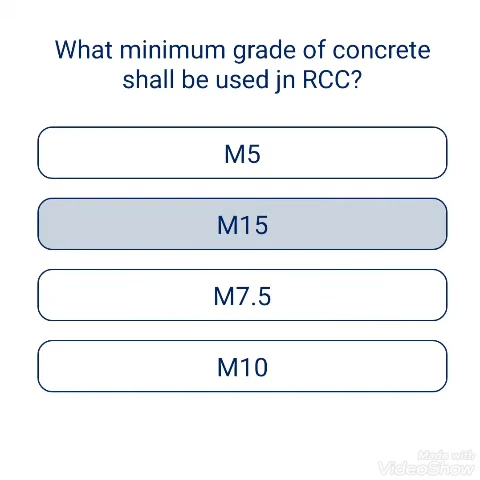 What minimum grade of concrete
shall be used jn RCC?
M5
M15
M7.5
M10
Made with
VideoShow